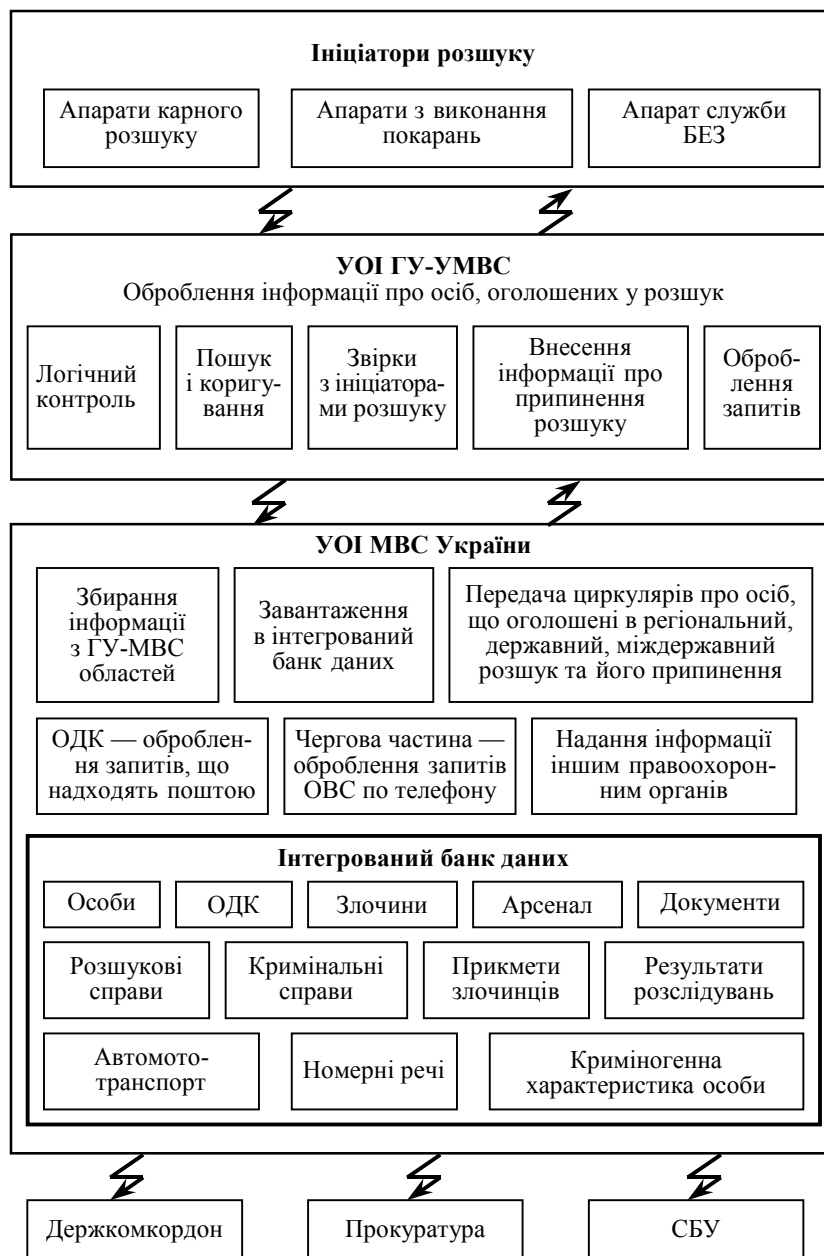 Ініціатори розшуку
Апарати карного
розшуку
Апарати з виконання
покарань
Апарат служби
БЕЗ
УОІ ГУ-УМВС
Оброблення інформації про осіб, оголошених у розшук
Логічний
контроль
Пошук
і коригу-
вання
Звірки
з ініціатора-
ми розшуку
Внесення
інформації про
припинення
розшуку
Оброб-
лення
запитів
УОІ МВС України
Збирання
інформації
з ГУ-МВС
областей
Завантаження
в інтегрований
банк даних
Передача циркулярів про осіб,
що оголошені в регіональний,
державний, міждержавний
розшук та його припинення
ОДК — оброблен-
ня запитів, що
надходять поштою
Чергова частина —
оброблення запитів
ОВС по телефону
Надання інформації
іншим правоохорон-
ним органів
Інтегрований банк даних
Особи
ОДК
Злочини
Арсенал
Документи
Розшукові
справи
Кримінальні
справи
Прикмети
злочинців
Результати
розслідувань
Автомото-
транспорт
Номерні речі
Криміногенна
характеристика особи
Держкомкордон
Прокуратура
СБУ